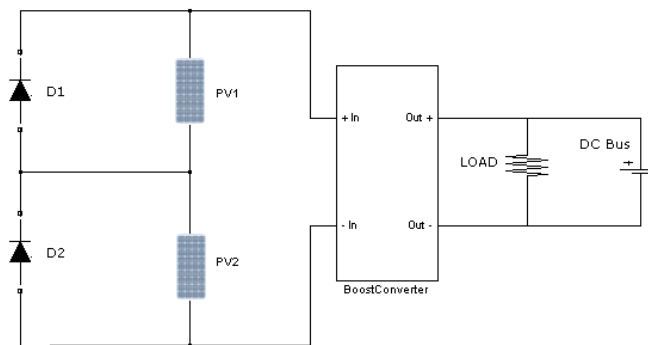 D1
PV1
+ In
Out +
LOAD
DC Bus
+
- In
Out -
D2
PV2
BoostConverter